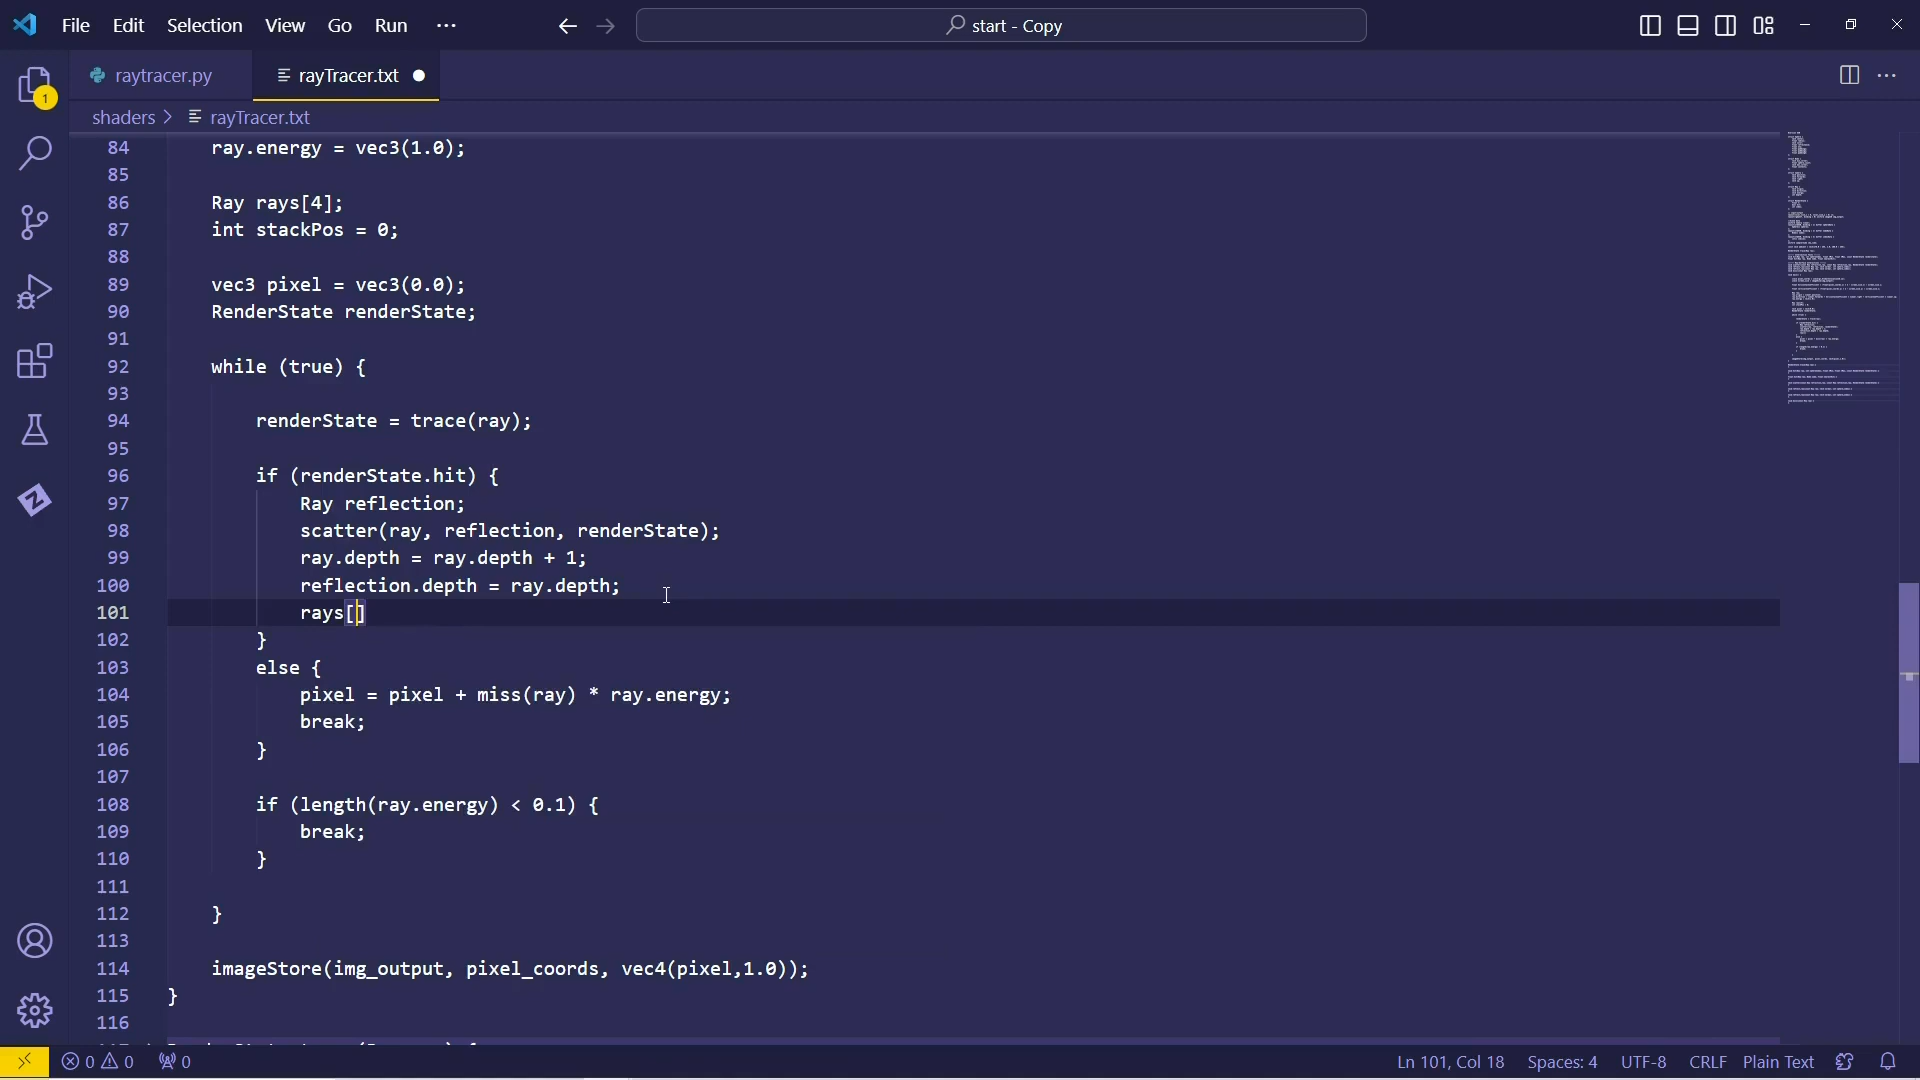 File Edit Selection View Go Run ··· start - Copy
raytracer.py rayTracer.txt
1
shaders > rayTracer.txt
84 ray.energy = vec3(1.0);
85
86 Ray rays[4];
87 int stackPos = 0;
88
89 vec3 pixel = vec3(0.0);
90 RenderState renderState;
91
92 while (true) {
93
94 renderState = trace(ray);
95
96 if (renderState.hit) {
97 Ray reflection;
98 scatter(ray, reflection, renderState);
99 ray.depth = ray.depth + 1;
100 reflection.depth = ray.depth;
101 rays[]
102 }
103 else {
104 pixel = pixel + miss(ray) * ray.energy;
105 break;
106 }
107
108 if (length(ray.energy) < 0.1) {
109 break;
110 }
111
112 }
113
114 imageStore(img_output, pixel_coords, vec4(pixel,1.0));
115 }
116
0 0 0 Ln 101, Col 18 Spaces: 4 UTF-8 CRLF Plain Text